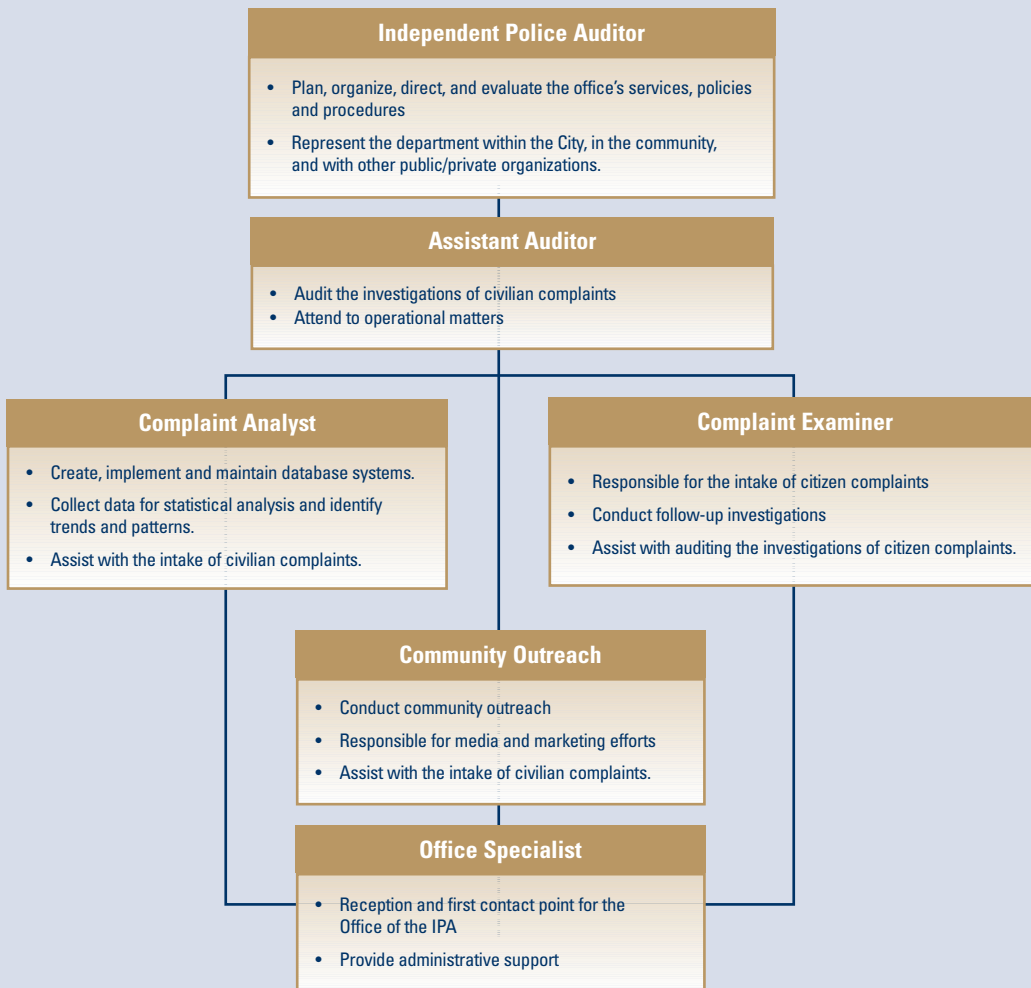 Independent Police Auditor
• Plan, organize, direct, and evaluate the office's services, policies
and procedures
• Represent the department within the City, in the community,
and with other public/private organizations.
Assistant Auditor
• Audit the investigations of civilian complaints
• Attend to operational matters
Complaint Analyst
• Create, implement and maintain database systems.
• Collect data for statistical analysis and identify
trends and patterns.
• Assist with the intake of civilian complaints.
Complaint Examiner
• Responsible for the intake of citizen complaints
• Conduct follow-up investigations
• Assist with auditing the investigations of citizen complaints.
Community Outreach
• Conduct community outreach
• Responsible for media and marketing efforts
• Assist with the intake of civilian complaints.
Office Specialist
• Reception and first contact point for the
Office of the IPA
• Provide administrative support